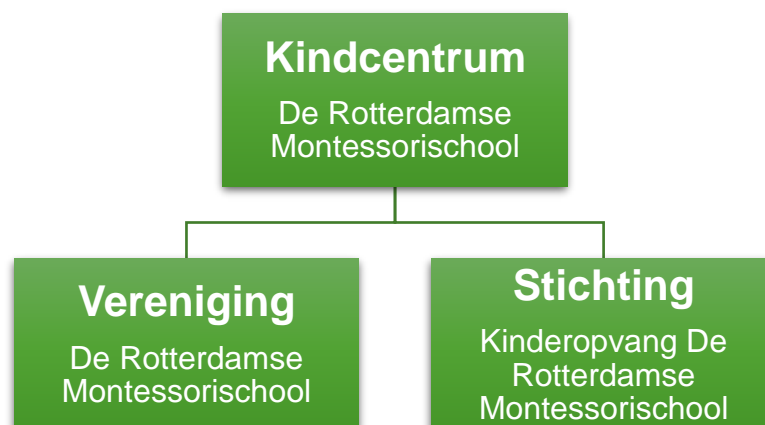 Kindcentrum
De Rotterdamse
Montessorischool
Vereniging
De Rotterdamse
Montessorischool
Stichting
Kinderopvang De
Rotterdamse
Montessorischool